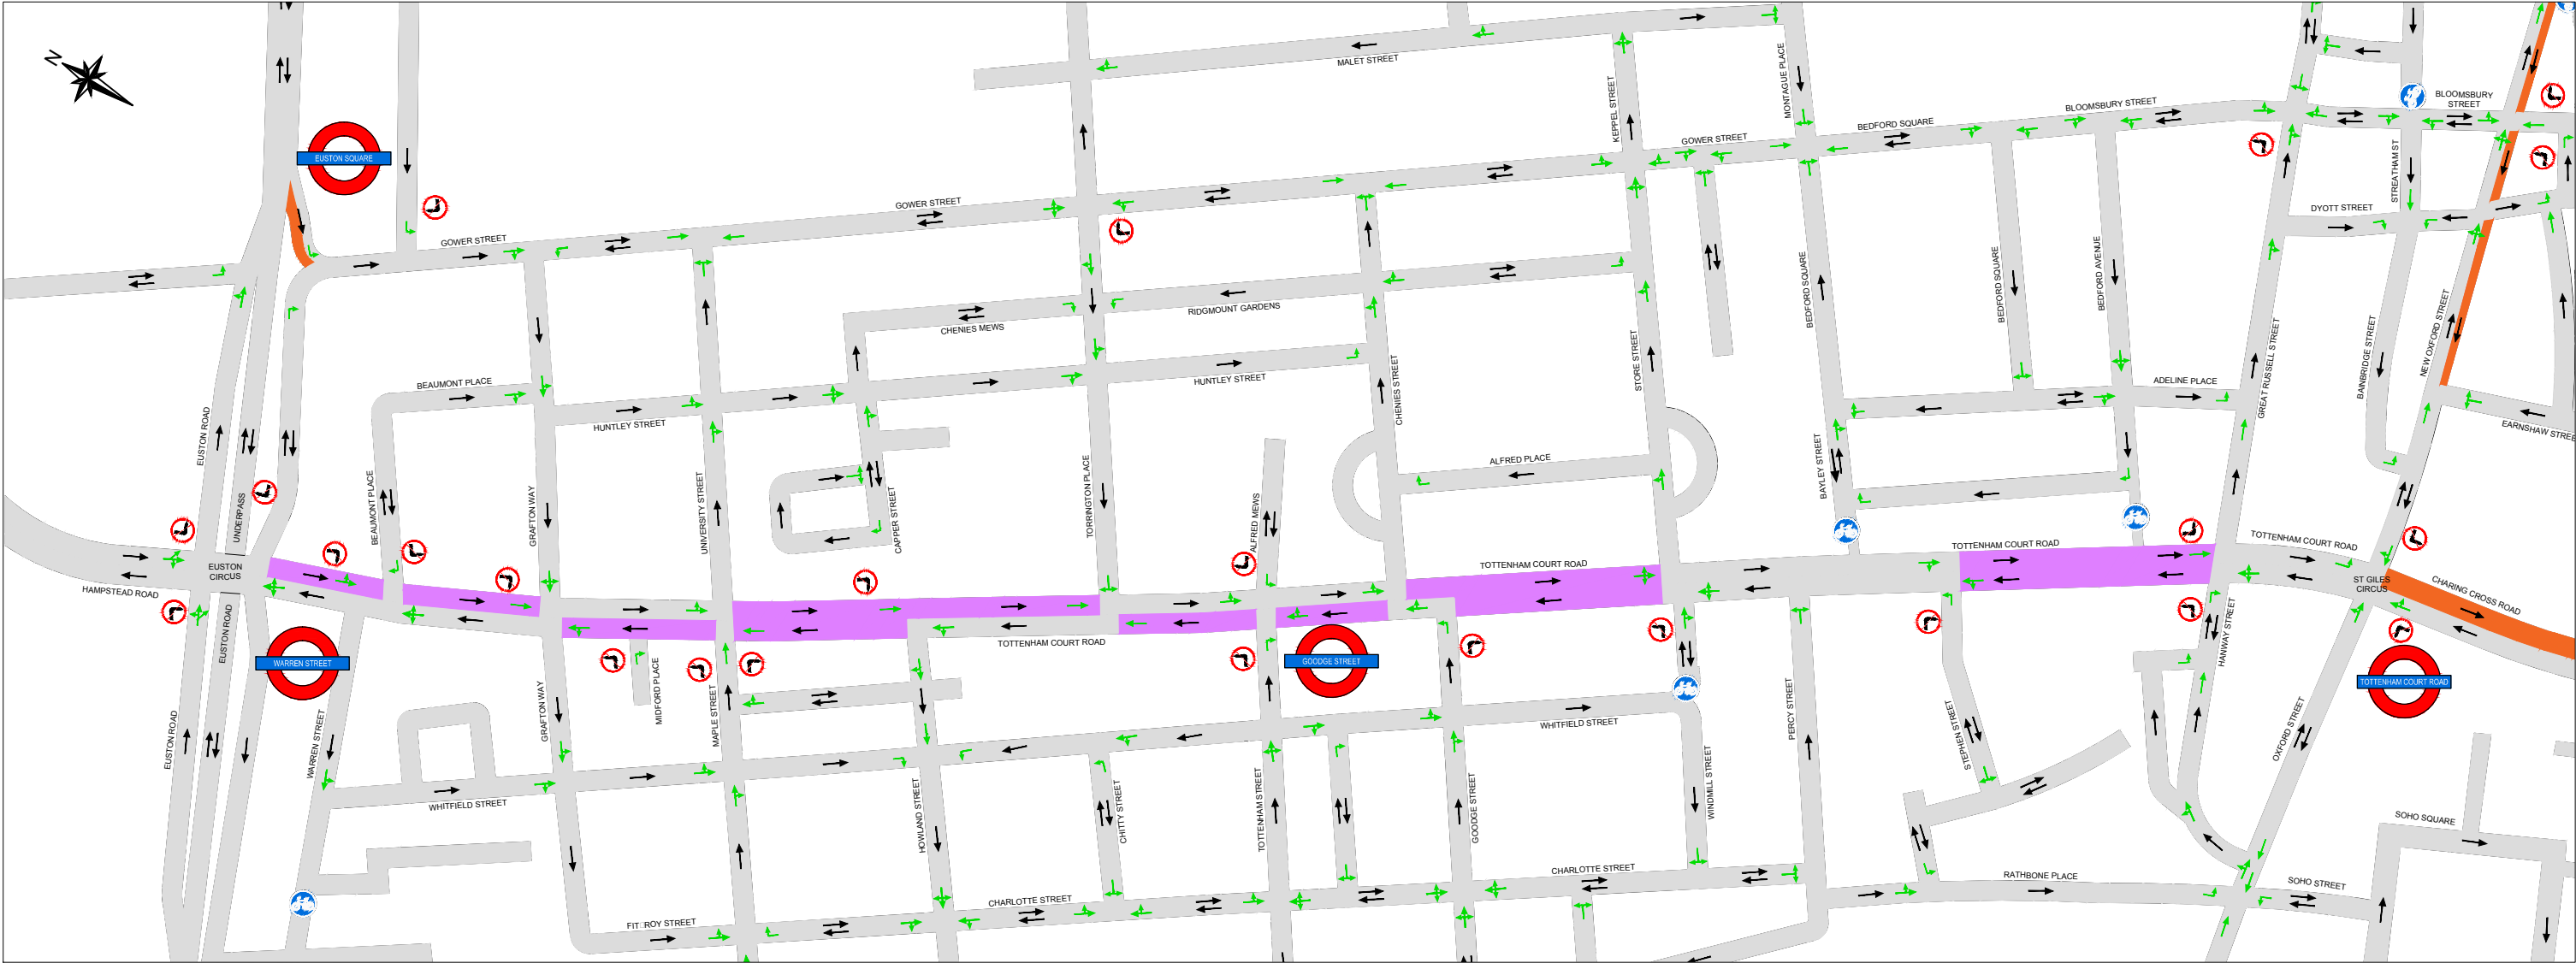 N
EUSTON SQUARE
MALET STREET
KEPPEL STREET
MONTAGUE PLACE
BLOOMSBURY STREET
BLOOMSBURY
STREET
BEDFORD SQUARE
GOWER STREET
GOWER STREET
GOWER STREET
STREATHAM ST
DYOTT STREET
CHENIES MEWS
RIDGMOUNT GARDENS
BEDFORD SQUARE
BEDFORD SQUARE
BEDFORD AVENUE
NEW OXFORD STREET
BAINBRIDGE STREET
GREAT RUSSELL STREET
BEAUMONT PLACE
HUNTLEY STREET
HUNTLEY STREET
CHENIES STREET
STORE STREET
ADELINE PLACE
EARNSHAW STREE
EUSTON ROAD
UNDERPASS
BEAUMONT PLACE
GRAFTON WAY
UNIVERSITY STREET
CAPPER STREET
TORRINGTON PLACE
ALFRED MEWS
ALFRED PLACE
BAYLEY STREET
TOTTENHAM COURT ROAD
TOTTENHAM COURT ROAD
TOTTENHAM COURT ROAD
EUSTON
CIRCUS
HAMPSTEAD ROAD
ST GILES
CIRCUS
CHARING CROSS ROAD
EUSTON ROAD
WARREN STREET
TOTTENHAM COURT ROAD
GOODGE STREET
TOTTENHAM COURT ROAD
HANWAY STREET
EUSTON ROAD
WARREN STREET
GRAFTON WAY
MIDFORD PLACE
MAPLE STREET
WHITFIELD STREET
PERCY STREET
STEPHEN STREET
OXFORD STREET
WHITFIELD STREET
HOWLAND STREET
CHITTY STREET
TOTTENHAM STREET
GOODGE STREET
WINDMILL STREET
SOHO SQUARE
CHARLOTTE STREET
RATHBONE PLACE
SOHO STREET
CHARLOTTE STREET
FIT ROY STREET